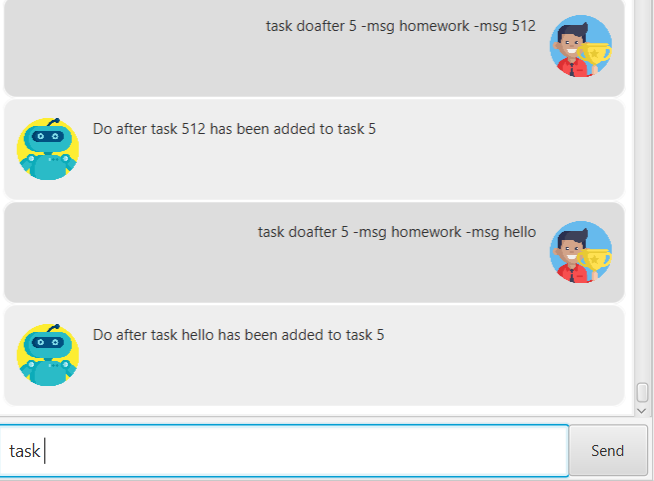 task doafter 5 -msg homework -msg 512
Do after task 512 has been added to task 5
task doafter 5 -msg homework -msg hello
Do after task hello has been added to task 5
task
Send